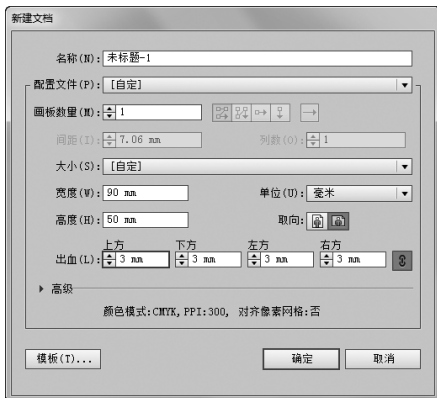 新建文档
名称(N): 未标题-1
配置文件(P): [自定]
画板数量(M): 1
间距(I): 7.06 mm 列数(O): 1
大小(S): [自定]
宽度(W): 90 mm 单位(U): 毫米
高度(H): 50 mm 取向:
上方 下方 左方 右方
出血(L): 3 mm 3 mm 3 mm 3 mm
高级
颜色模式:CMYK, PPI:300, 对齐像素网格:否
模板(T)... 确定 取消